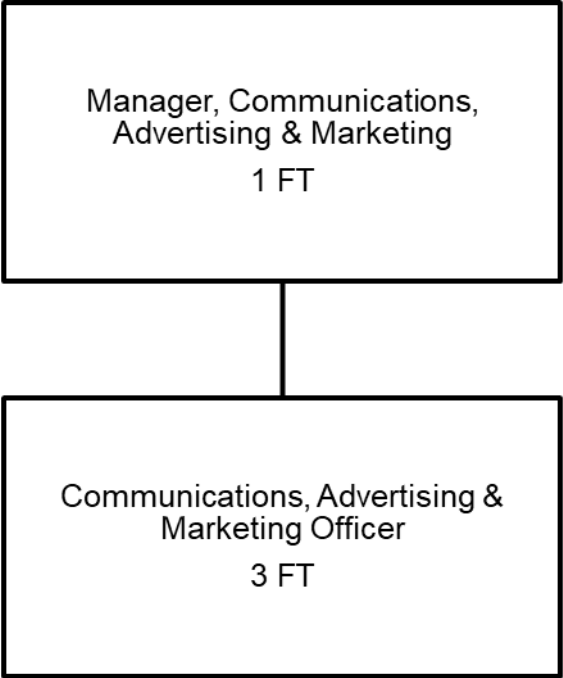 Manager, Communications,
Advertising & Marketing
1 FT
Communications, Advertising &
Marketing Officer
3 FT